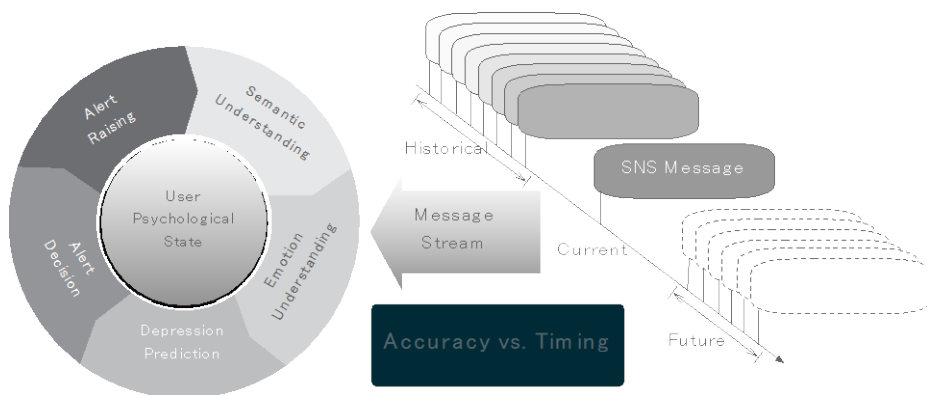 Alert
Raising
Semantic
Understanding
User
Psychological
State
Alert
Decision
Emotion
Understanding
Depression
Prediction
Message
Stream
Accuracy vs. Timing
Historical
SNS Message
Current
Future